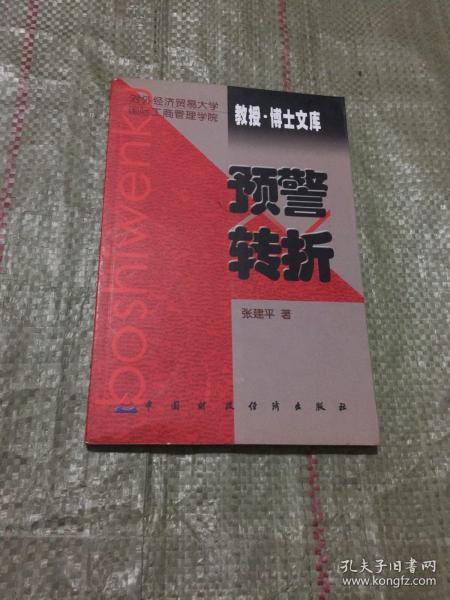 对外经济贸易大学
国际工商管理学院
教授·博士文库
boshiwenku
预警
转折
张建平 著
中国财政经济出版社
孔夫子旧书网
www.kongfz.com